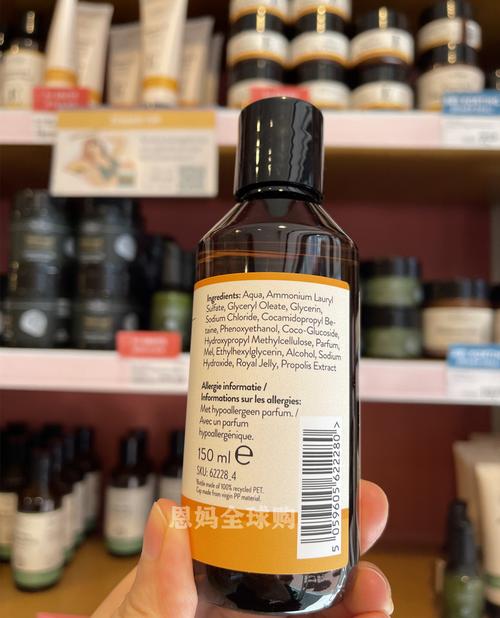 Ingredients: Aqua, Ammonium Lauryl
Sulfate, Glyceryl Oleate, Glycerin,
Sodium Chloride, Cocamidopropyl Be-
taine, Phenoxyethanol, Coco-Glucoside,
Hydroxypropyl Methylcellulose, Parfum,
Mel, Ethylhexylglycerin, Alcohol, Sodium
Hydroxide, Royal Jelly, Propolis Extract
Allergie informatie /
Informations sur les allergies:
Met hypoallergeen parfum. /
Avec un parfum
hypoallergénique.
150 ml e
SKU: 62228_4
*Bottle made of 100% recycled PET.
Cap made from virgin PP material.
5 059605 622280 >
恩妈全球购